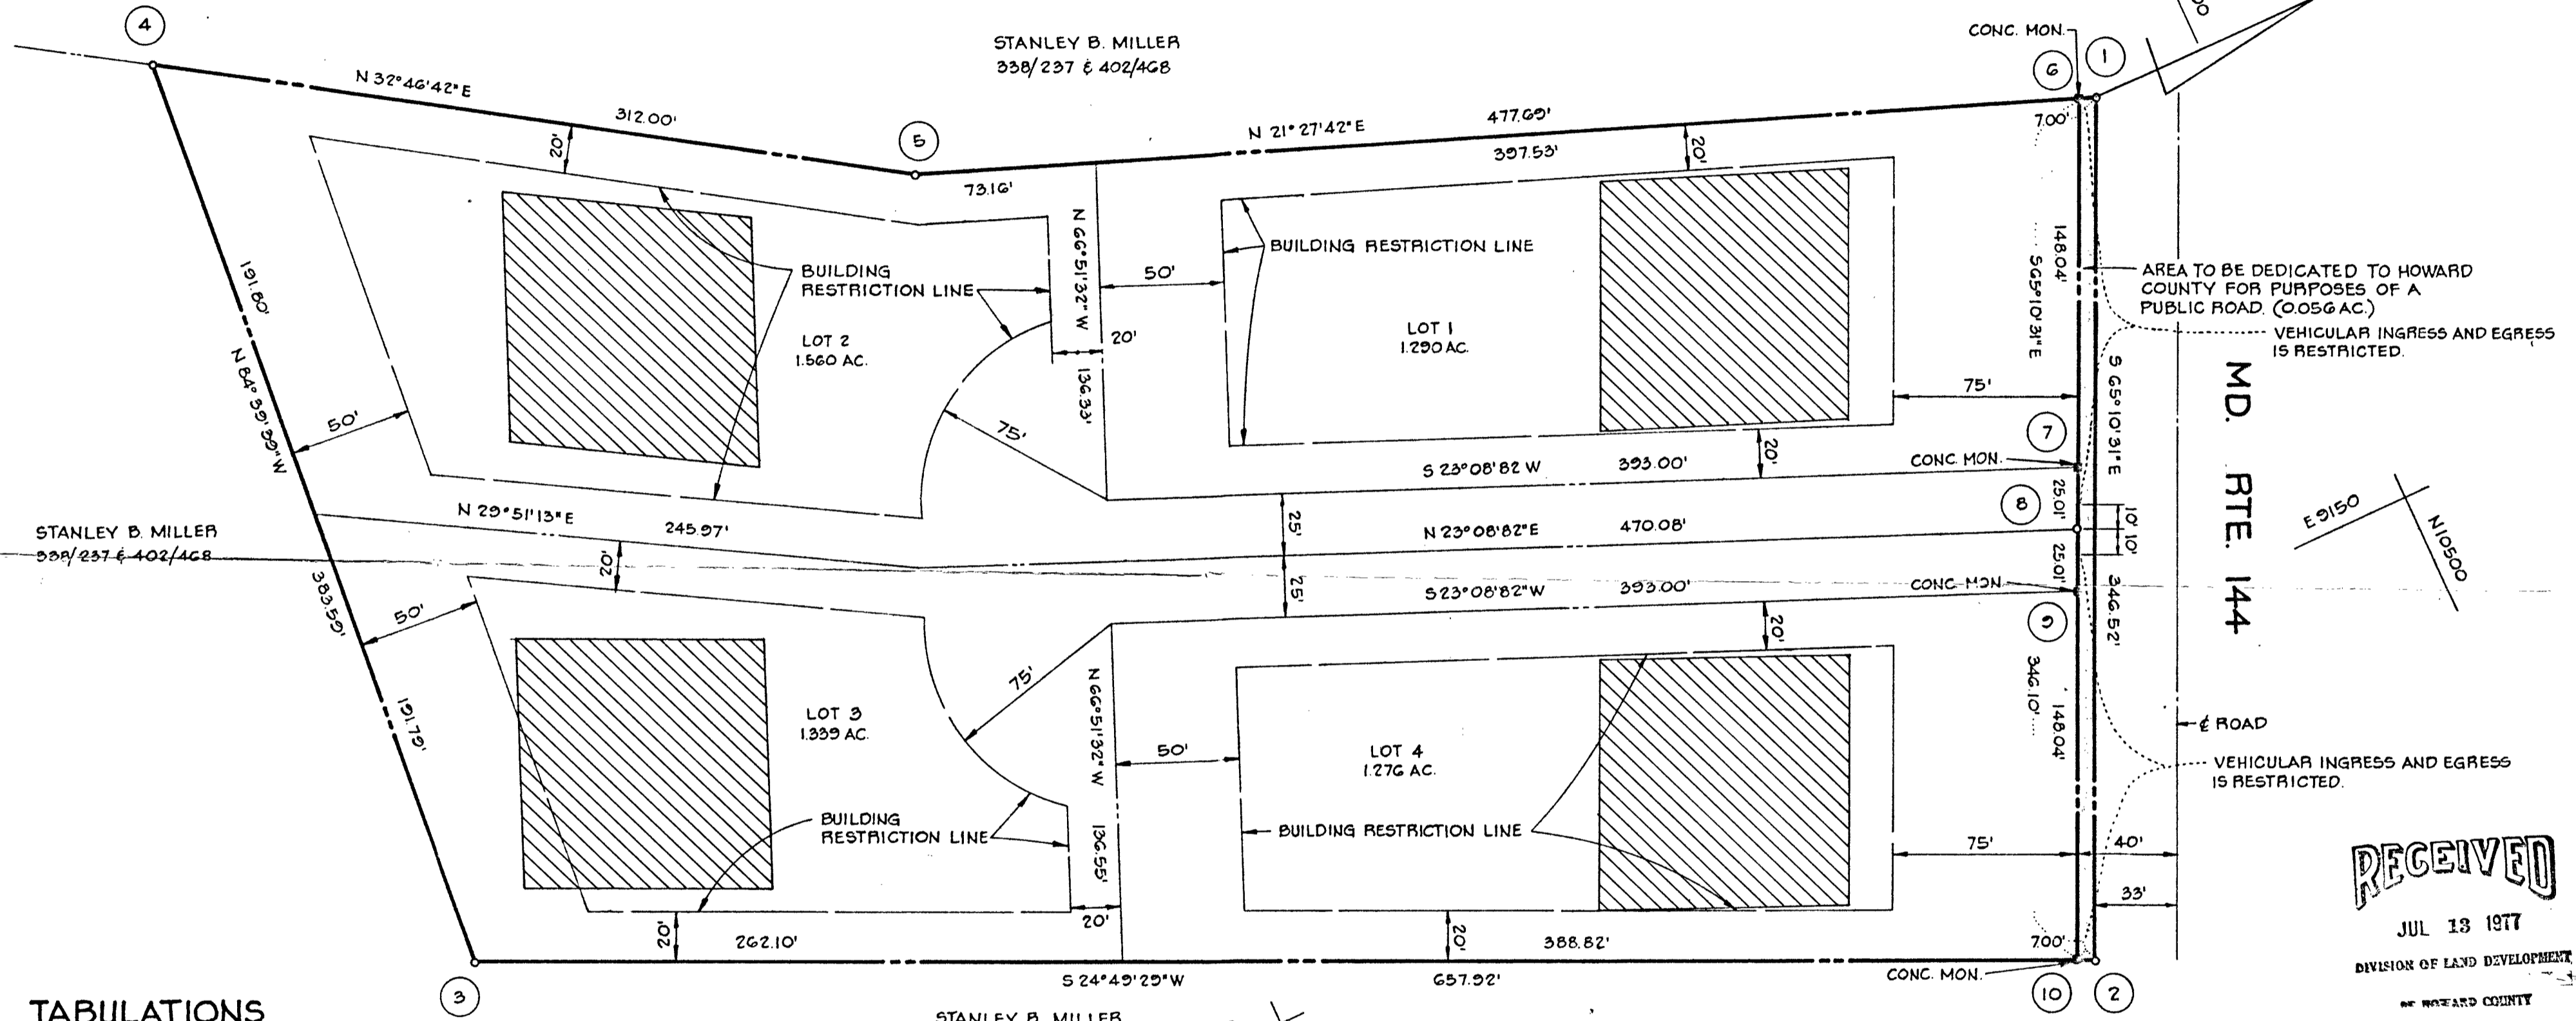 4
STANLEY B. MILLER
338/237 & 402/468
CONC. MON.
6
1
00
N 32°46'42"E
312.00'
5
20'
73.16'
N 21°27'42"E
477.69'
397.53'
20'
7.00'
BUILDING
RESTRICTION LINE
LOT 2
1.560 AC.
N 66°51'32" W
136.33'
20'
50'
BUILDING RESTRICTION LINE
LOT 1
1.290 AC.
148.04'
S65°10'31"E
AREA TO BE DEDICATED TO HOWARD
COUNTY FOR PURPOSES OF A
PUBLIC ROAD. (0.056 AC.)
VEHICULAR INGRESS AND EGRESS
IS RESTRICTED.
191.80'
N 84°39'39" W
50'
75'
75'
7
S 65°10'31"E
MD. RTE. 144
S 23°08'82 W
393.00'
20'
CONC. MON.
25.01'
8
10'
10'
E 9150
N10500
STANLEY B. MILLER
338/237 & 402/468
N 29°51'13"E
245.97'
20'
25'
N 23°08'82"E
470.08'
25.01'
25'
S23°08'82"W
393.00'
CONC. MON.
346.52'
383.59'
50'
20'
9
346.10'
191.79'
LOT 3
1.339 AC.
75'
N 66°51'32" W
136.55'
50'
LOT 4
1.276 AC.
148.04'
℄ ROAD
VEHICULAR INGRESS AND EGRESS
IS RESTRICTED.
BUILDING
RESTRICTION LINE
BUILDING RESTRICTION LINE
75'
40'
33'
RECEIVED
JUL 13 1977
DIVISION OF LAND DEVELOPMENT
OF HOWARD COUNTY
20'
262.10'
20'
20'
388.82'
7.00'
CONC. MON.
S 24°49'29"W
657.92'
3
10
2
TABULATIONS
STANLEY B. MILLER